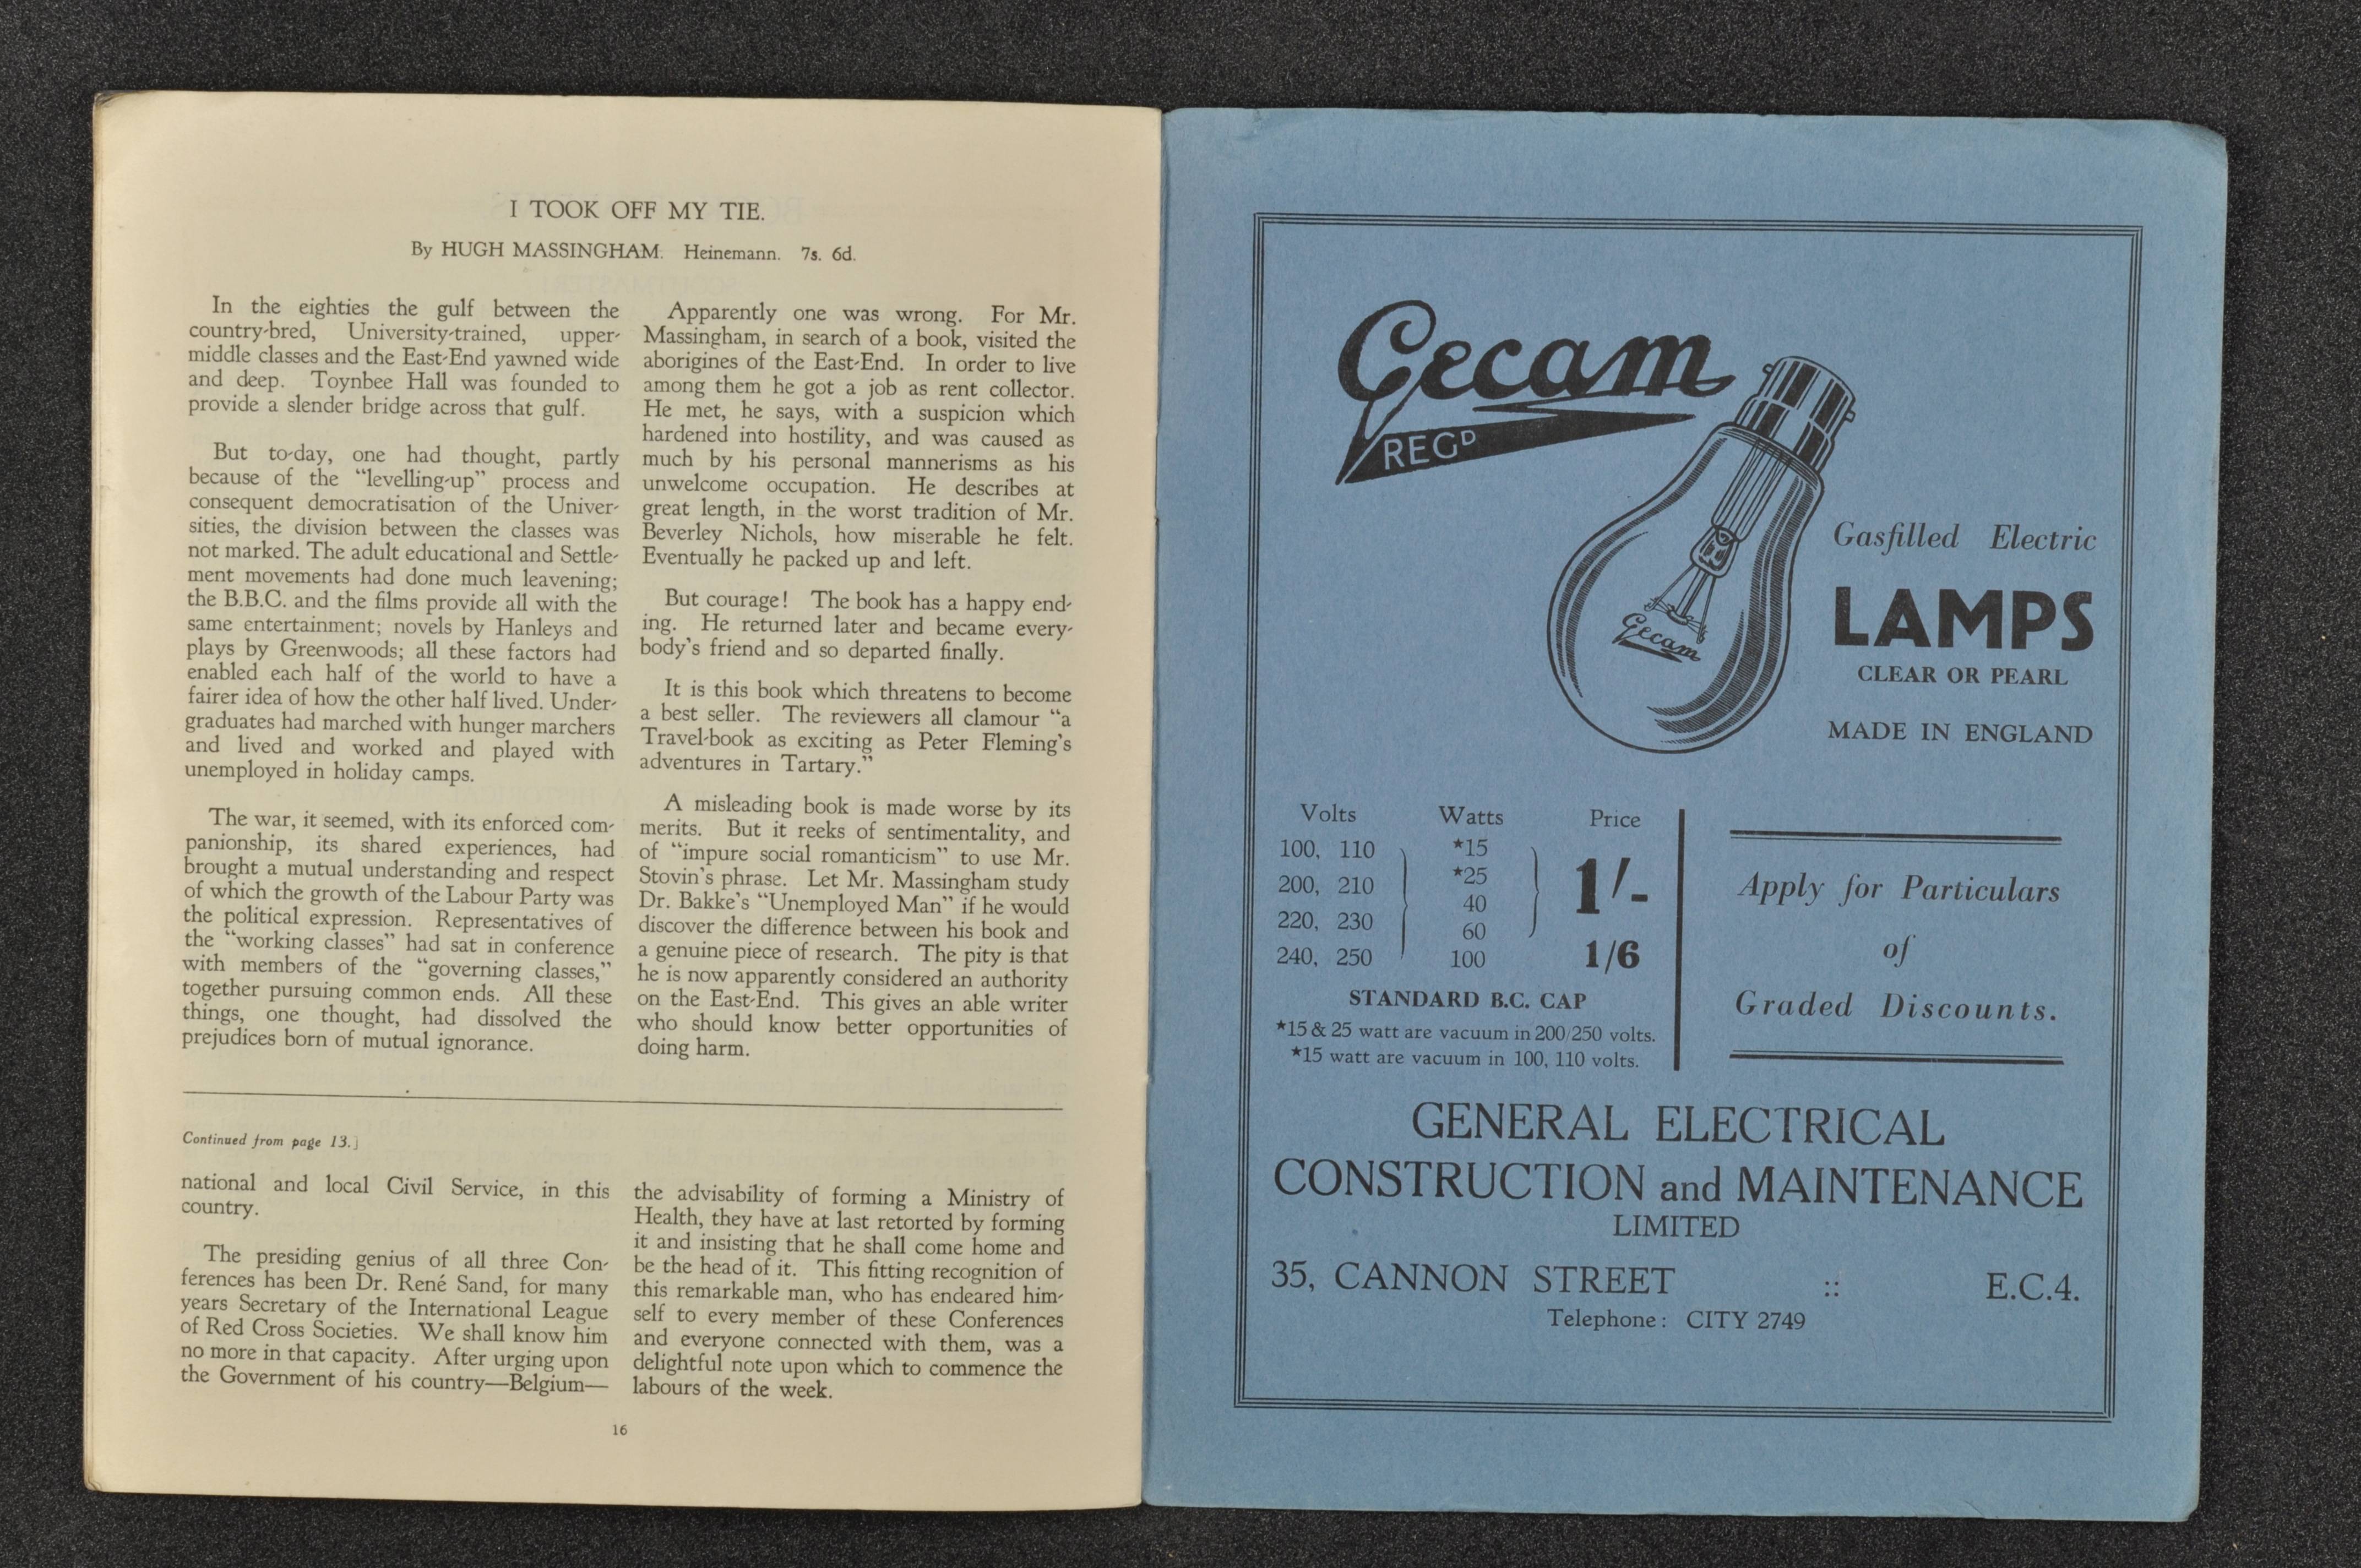 I TOOK OFF MY TIE.
By HUGH MASSINGHAM. Heinemann. 7s. 6d.
In the eighties the gulf between the
country-bred, University-trained, upper-
middle classes and the East-End yawned wide
and deep. Toynbee Hall was founded to
provide a slender bridge across that gulf.
But to-day, one had thought, partly
because of the "levelling-up" process and
consequent democratisation of the Univer-
sities, the division between the classes was
not marked. The adult educational and Settle-
ment movements had done much leavening;
the B.B.C. and the films provide all with the
same entertainment; novels by Hanleys and
plays by Greenwoods; all these factors had
enabled each half of the world to have a
fairer idea of how the other half lived. Under-
graduates had marched with hunger marchers
and lived and worked and played with
unemployed in holiday camps.
The war, it seemed, with its enforced com-
panionship, its shared experiences, had
brought a mutual understanding and respect
of which the growth of the Labour Party was
the political expression. Representatives of
the "working classes" had sat in conference
with members of the "governing classes,"
together pursuing common ends. All these
things, one thought, had dissolved the
prejudices born of mutual ignorance.
Apparently one was wrong. For Mr.
Massingham, in search of a book, visited the
aborigines of the East-End. In order to live
among them he got a job as rent collector.
He met, he says, with a suspicion which
hardened into hostility, and was caused as
much by his personal mannerisms as his
unwelcome occupation. He describes at
great length, in the worst tradition of Mr.
Beverley Nichols, how miserable he felt.
Eventually he packed up and left.
But courage! The book has a happy end-
ing. He returned later and became every-
body's friend and so departed finally.
It is this book which threatens to become
a best seller. The reviewers all clamour "a
Travel-book as exciting as Peter Fleming's
adventures in Tartary."
A misleading book is made worse by its
merits. But it reeks of sentimentality, and
of "impure social romanticism" to use Mr.
Stovin's phrase. Let Mr. Massingham study
Dr. Bakke's "Unemployed Man" if he would
discover the difference between his book and
a genuine piece of research. The pity is that
he is now apparently considered an authority
on the East-End. This gives an able writer
who should know better opportunities of
doing harm.
Continued from page 13.]
national and local Civil Service, in this
country.
The presiding genius of all three Con-
ferences has been Dr. René Sand, for many
years Secretary of the International League
of Red Cross Societies. We shall know him
no more in that capacity. After urging upon
the Government of his country—Belgium—
the advisability of forming a Ministry of
Health, they have at last retorted by forming
it and insisting that he shall come home and
be the head of it. This fitting recognition of
this remarkable man, who has endeared him-
self to every member of these Conferences
and everyone connected with them, was a
delightful note upon which to commence the
labours of the week.
16
Gecam
REGD
Gecam
Gasfilled Electric
LAMPS
CLEAR OR PEARL
MADE IN ENGLAND
Volts Watts Price
100, 110 *15
200, 210 *25 1/-
220, 230 40
60
240, 250 100 1/6
STANDARD B.C. CAP
*15 & 25 watt are vacuum in 200/250 volts.
*15 watt are vacuum in 100, 110 volts.
Apply for Particulars
of
Graded Discounts.
GENERAL ELECTRICAL
CONSTRUCTION and MAINTENANCE
LIMITED
35, CANNON STREET :: E.C.4.
Telephone: CITY 2749